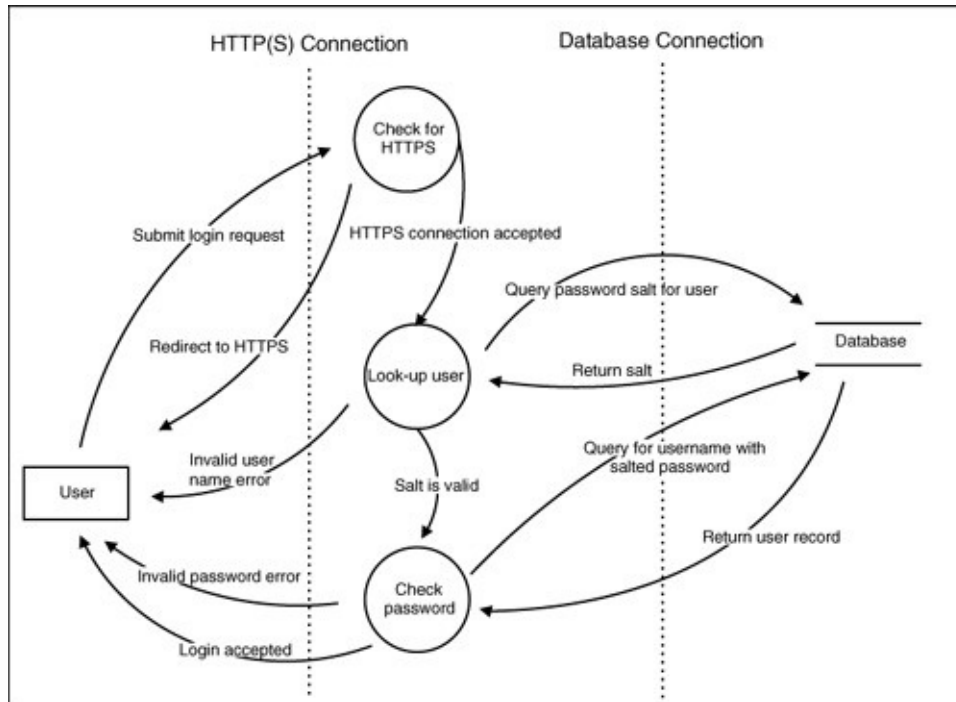 HTTP(S) Connection
Database Connection
Check for
HTTPS
Submit login request
HTTPS connection accepted
Query password salt for user
Redirect to HTTPS
Look-up user
Database
Return salt
Invalid user
name error
Query for username with
salted password
User
Salt is valid
Return user record
Invalid password error
Check
password
Login accepted